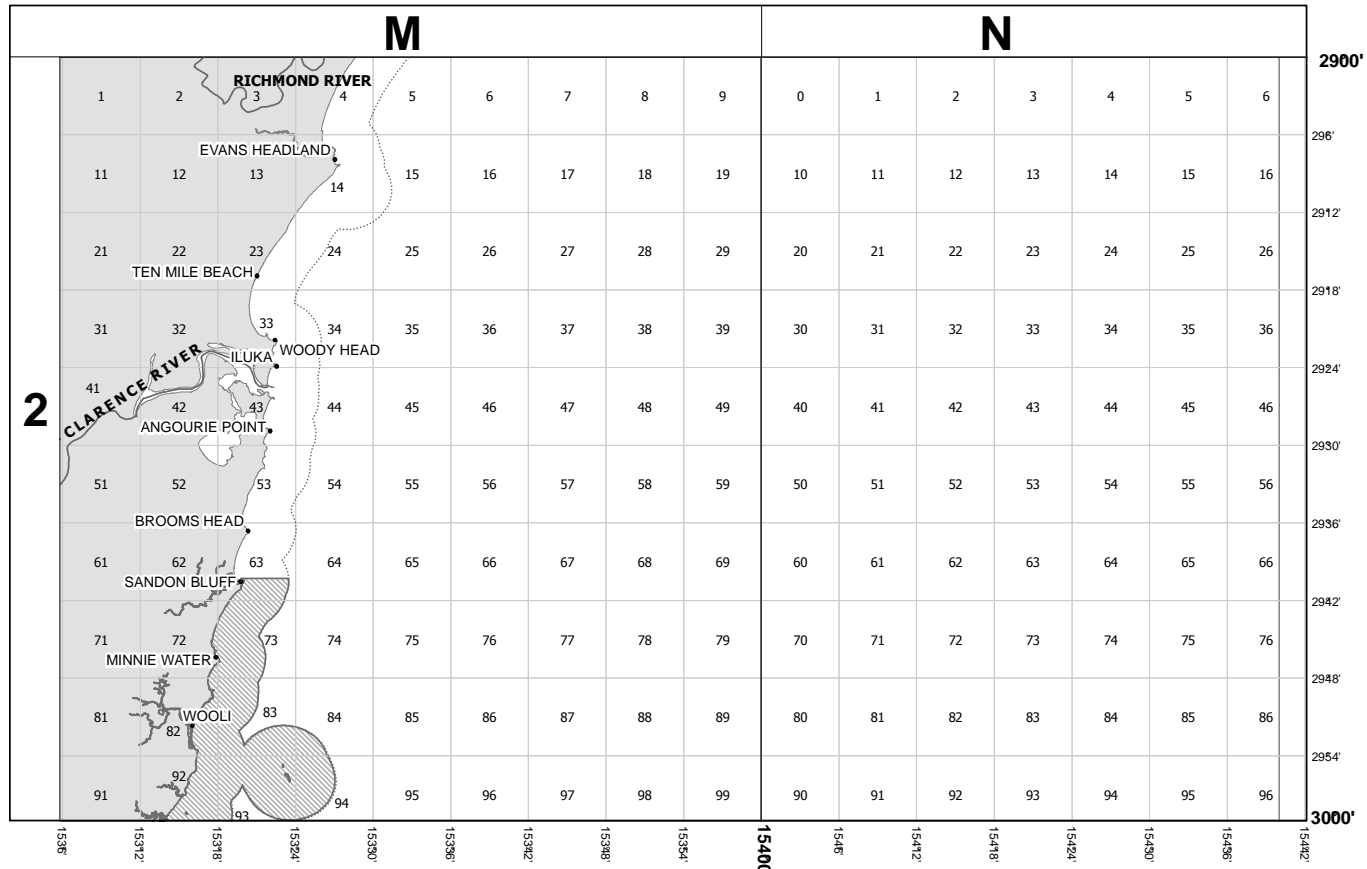 M N
2900'
RICHMOND RIVER
1 2 3 4 5 6 7 8 9 0 1 2 3 4 5 6
296'
EVANS HEADLAND
11 12 13 14 15 16 17 18 19 10 11 12 13 14 15 16
2912'
21 22 23 24 25 26 27 28 29 20 21 22 23 24 25 26
TEN MILE BEACH
2918'
31 32 33 34 35 36 37 38 39 30 31 32 33 34 35 36
WOODY HEAD
ILUKA
2924'
CLARENCE RIVER
2
41 42 43 44 45 46 47 48 49 40 41 42 43 44 45 46
ANGOURIE POINT
2930'
51 52 53 54 55 56 57 58 59 50 51 52 53 54 55 56
BROOMS HEAD
2936'
61 62 63 64 65 66 67 68 69 60 61 62 63 64 65 66
SANDON BLUFF
2942'
71 72 73 74 75 76 77 78 79 70 71 72 73 74 75 76
MINNIE WATER
2948'
WOOLI
81 82 83 84 85 86 87 88 89 80 81 82 83 84 85 86
2954'
91 92 93 94 95 96 97 98 99 90 91 92 93 94 95 96
3000'
1536' 15312' 15318' 15324' 15330' 15336' 15342' 15348' 15354' 15400' 1546' 15412' 15418' 15424' 15430' 15436' 15442'